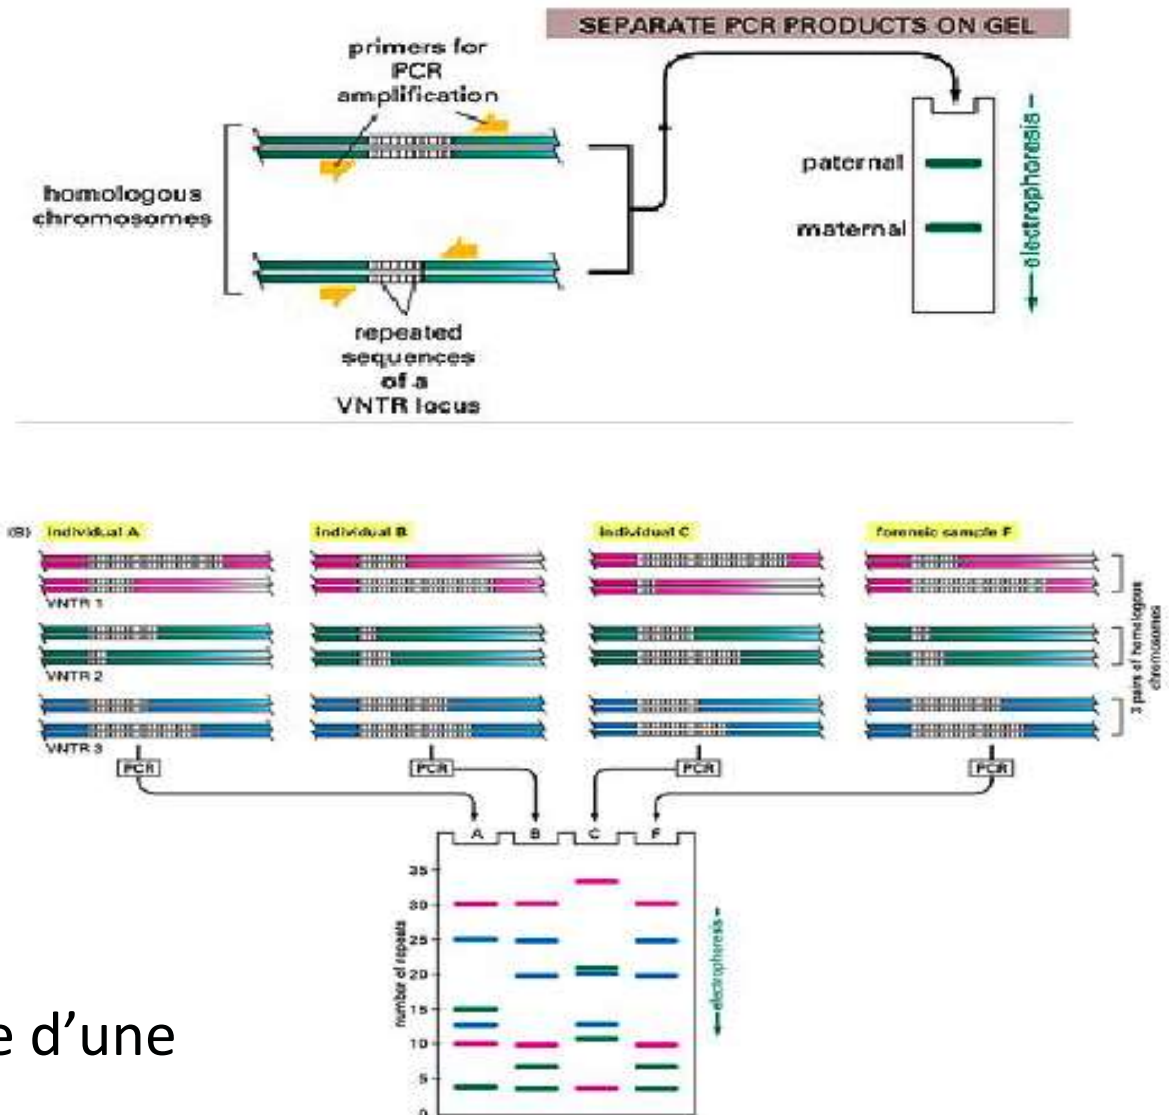 SEPARATE PCR PRODUCTS ON GEL
primers for
PCR
amplification
homologous
chromosomes
paternal
maternal
electrophoresis
repeated
sequences
of a
VNTR locus
(B)
individual A
individual B
individual C
forensic sample F
VNTR 1
VNTR 2
VNTR 3
3 pairs of homologous
chromosomes
PCR
PCR
PCR
PCR
A B C F
number of repeats
35
30
25
20
15
10
5
0
electrophoresis
e d’une